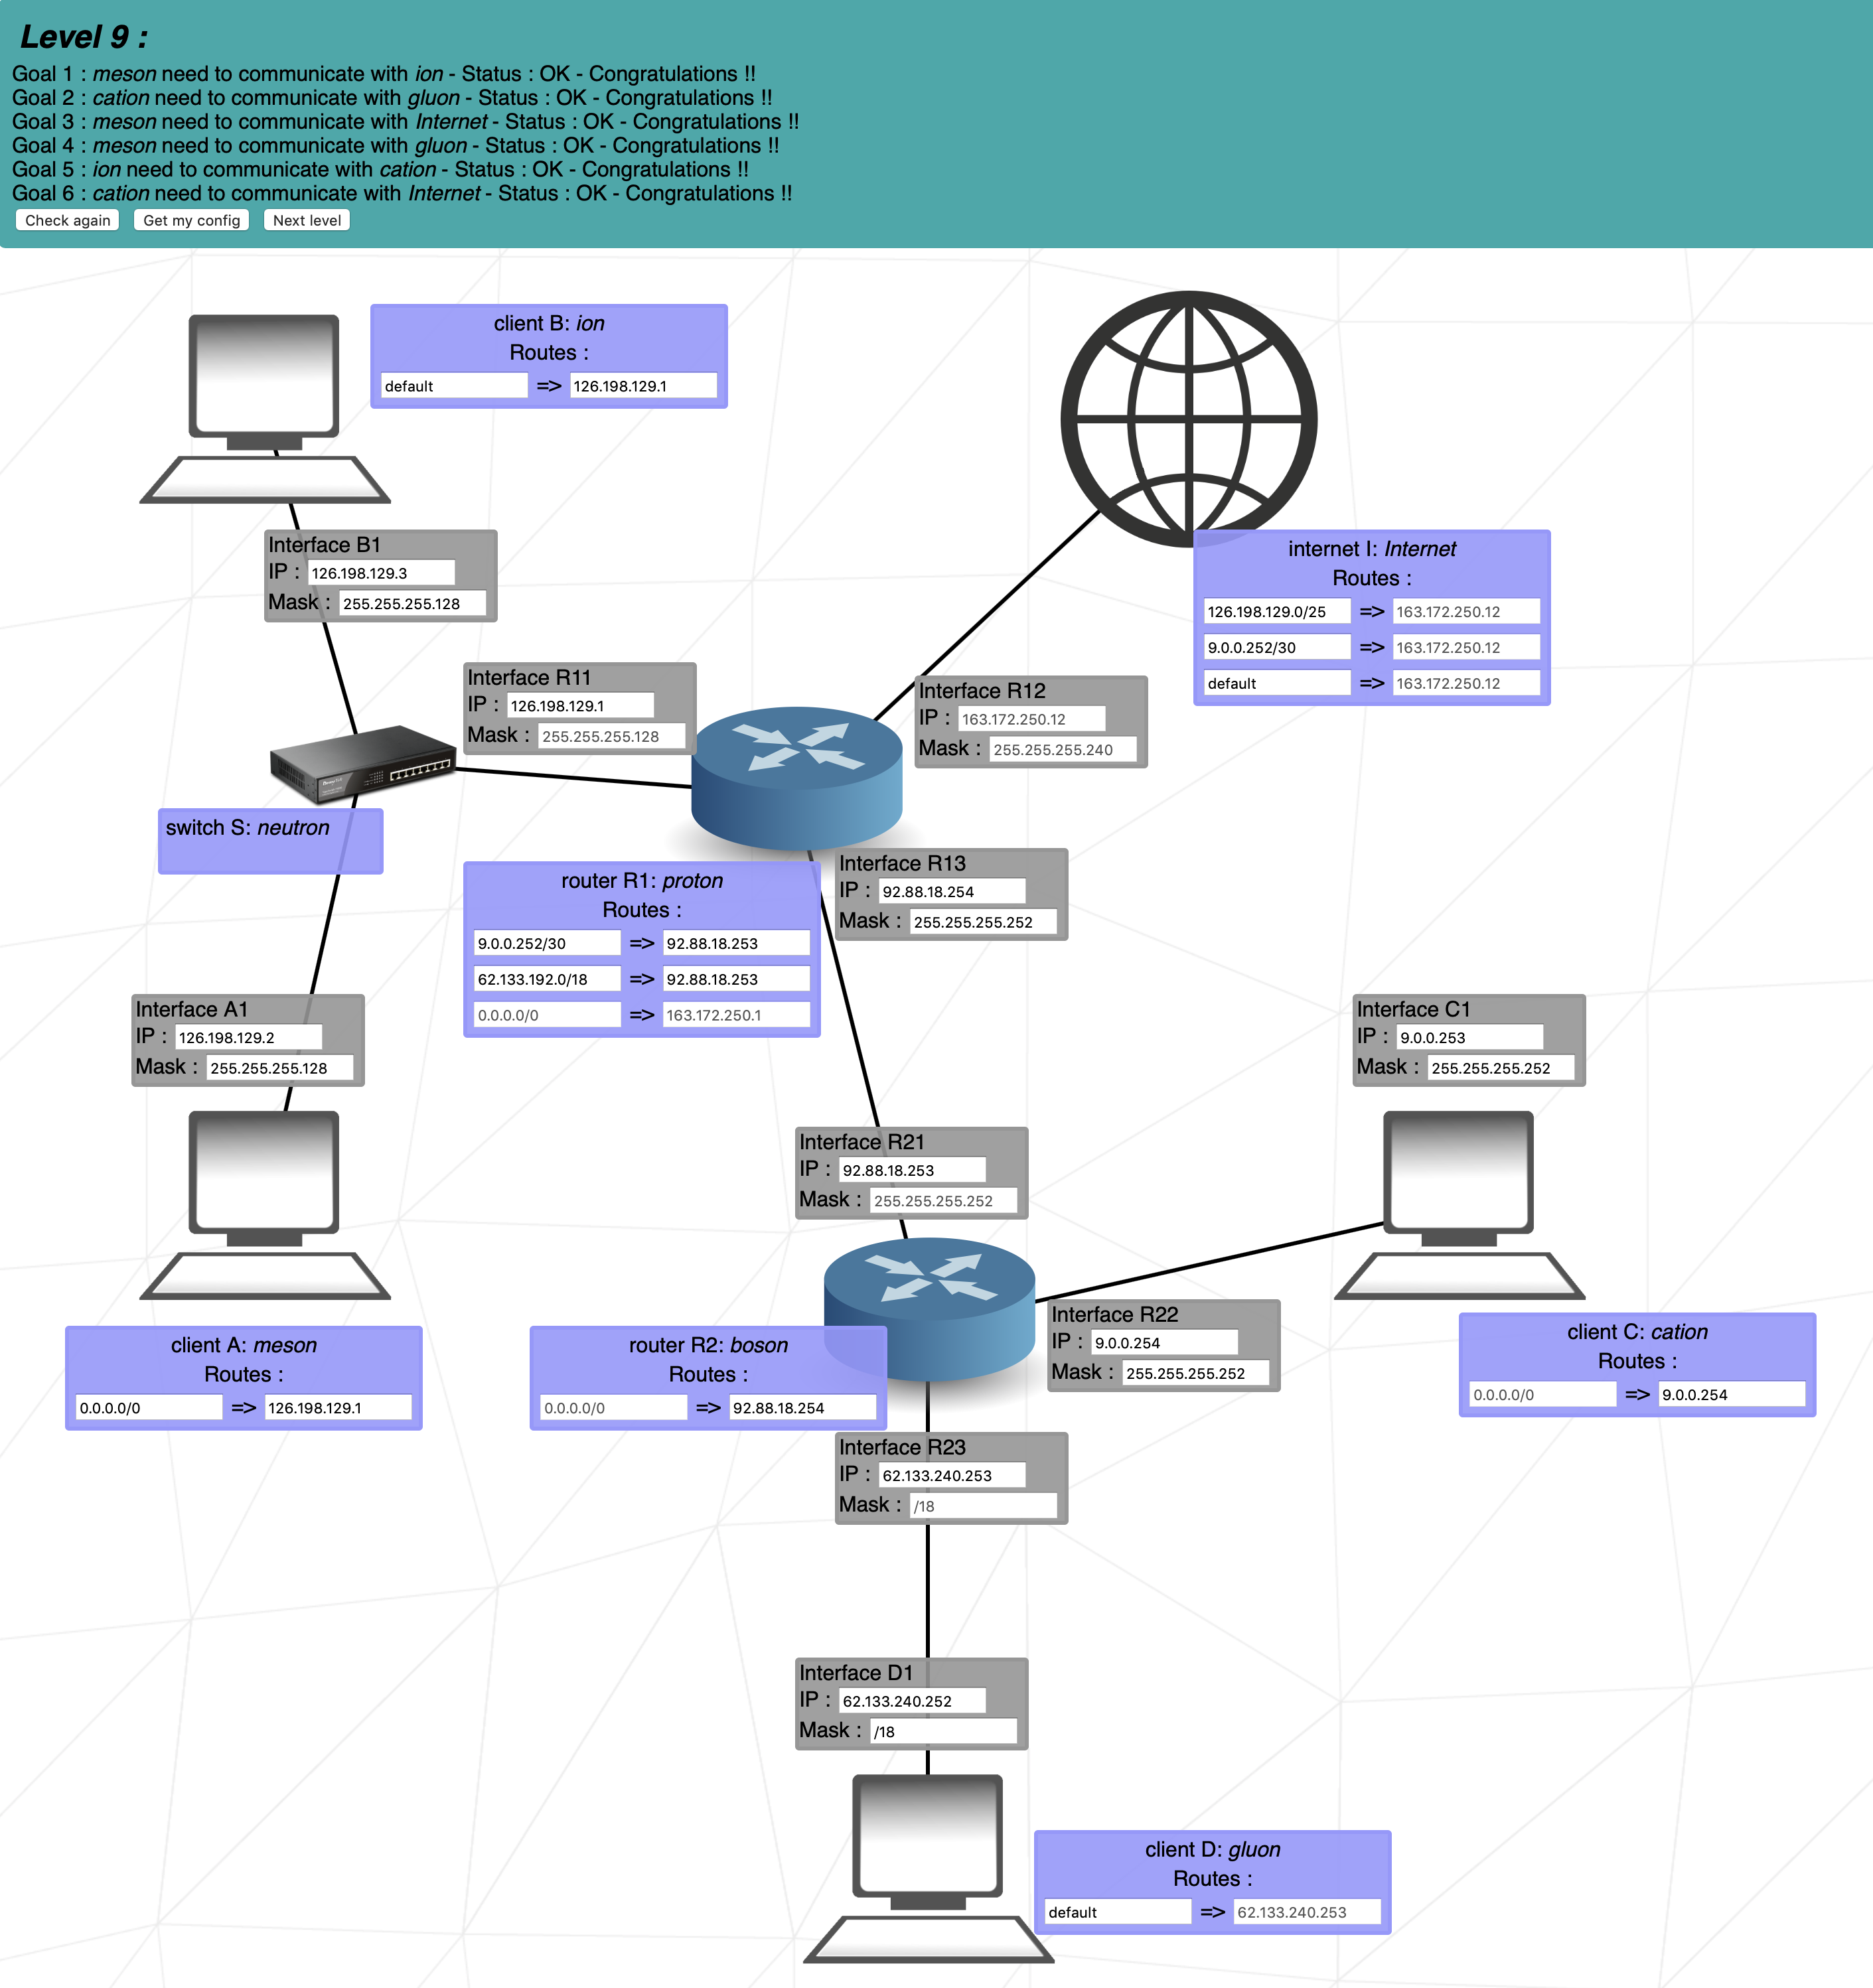 Level 9 :
Goal 1 : meson need to communicate with ion - Status : OK - Congratulations !!
Goal 2 : cation need to communicate with gluon - Status : OK - Congratulations !!
Goal 3 : meson need to communicate with Internet - Status : OK - Congratulations !!
Goal 4 : meson need to communicate with gluon - Status : OK - Congratulations !!
Goal 5 : ion need to communicate with cation - Status : OK - Congratulations !!
Goal 6 : cation need to communicate with Internet - Status : OK - Congratulations !!
Check again Get my config Next level
client B: ion
Routes :
default => 126.198.129.1
Interface B1
IP : 126.198.129.3
Mask : 255.255.255.128
internet I: Internet
Routes :
126.198.129.0/25 => 163.172.250.12
9.0.0.252/30 => 163.172.250.12
default => 163.172.250.12
Interface R11
IP : 126.198.129.1
Mask : 255.255.255.128
Interface R12
IP : 163.172.250.12
Mask : 255.255.255.240
switch S: neutron
Interface R13
IP : 92.88.18.254
Mask : 255.255.255.252
router R1: proton
Routes :
9.0.0.252/30 => 92.88.18.253
62.133.192.0/18 => 92.88.18.253
0.0.0.0/0 => 163.172.250.1
Interface A1
IP : 126.198.129.2
Mask : 255.255.255.128
Interface C1
IP : 9.0.0.253
Mask : 255.255.255.252
Interface R21
IP : 92.88.18.253
Mask : 255.255.255.252
client A: meson
Routes :
0.0.0.0/0 => 126.198.129.1
router R2: boson
Routes :
0.0.0.0/0 => 92.88.18.254
Interface R22
IP : 9.0.0.254
Mask : 255.255.255.252
client C: cation
Routes :
0.0.0.0/0 => 9.0.0.254
Interface R23
IP : 62.133.240.253
Mask : /18
Interface D1
IP : 62.133.240.252
Mask : /18
client D: gluon
Routes :
default => 62.133.240.253